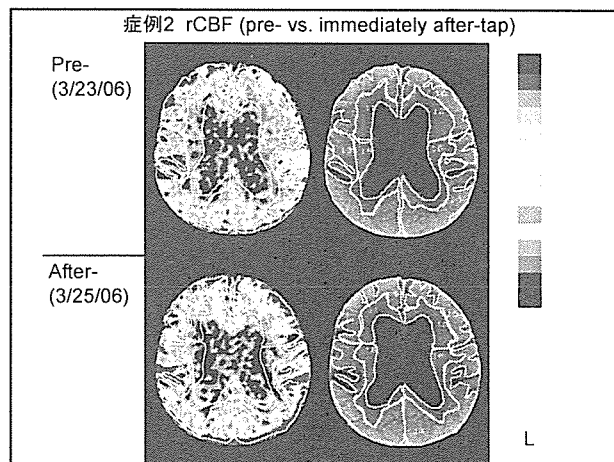 症例2 rCBF (pre- vs. immediately after-tap)
Pre-
(3/23/06)
After-
(3/25/06)
L